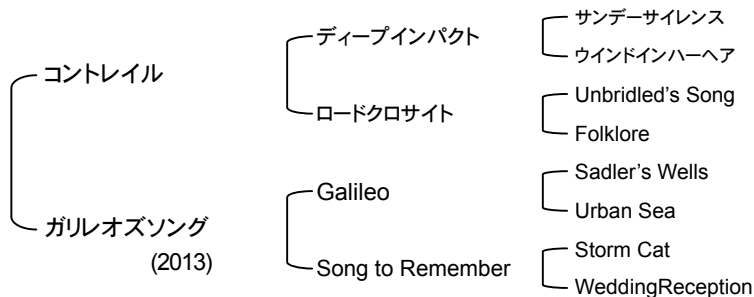 コントレイル
ディープインパクト
サンデーサイレンス
ウインドインハーヘア
ロードクロサイト
Unbridled’s Song
Folklore
ガリレオズソング
(2013)
Galileo
Sadler’s Wells
Urban Sea
Song to Remember
Storm Cat
WeddingReception